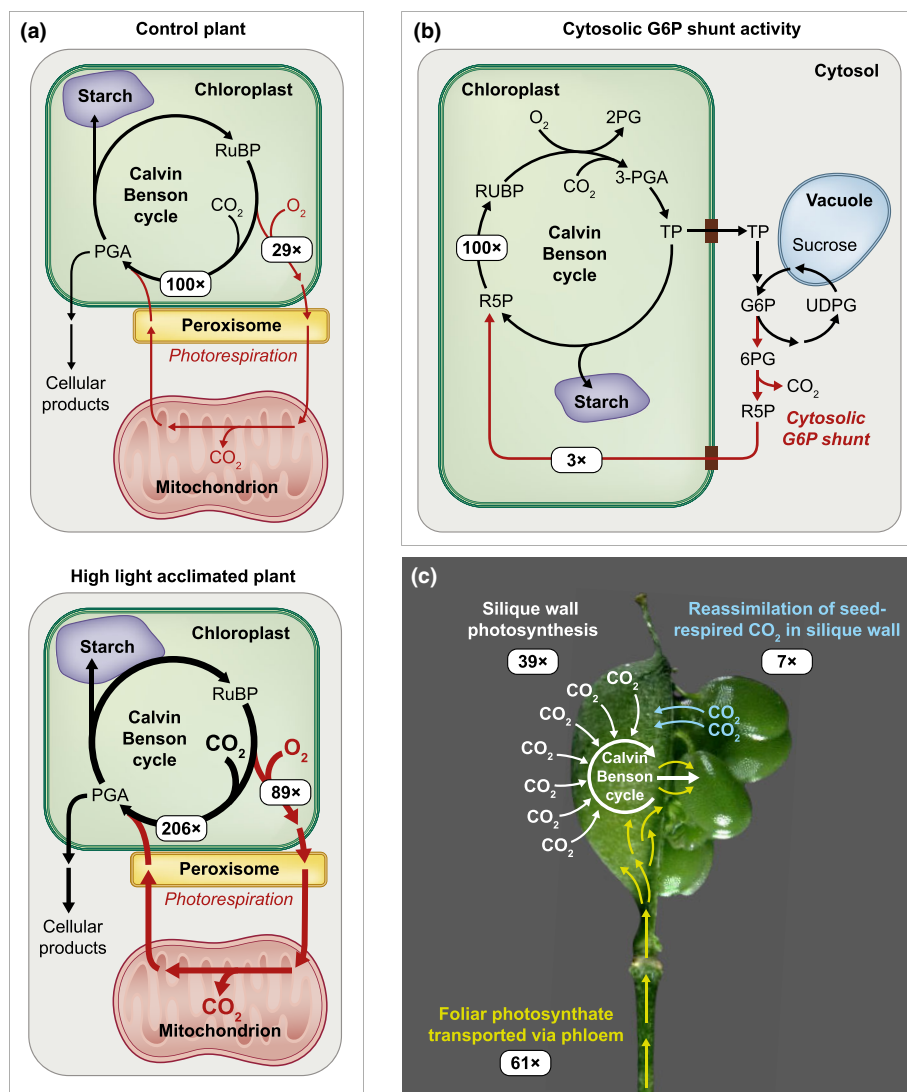 (a)
Control plant
Starch
Chloroplast
RuBP
Calvin
Benson
cycle
CO2
O2
29×
PGA
100×
Peroxisome
Photorespiration
Cellular
products
CO2
Mitochondrion
High light acclimated plant
Starch
Chloroplast
RuBP
Calvin
Benson
cycle
CO2
O2
89×
PGA
206×
Peroxisome
Photorespiration
Cellular
products
CO2
Mitochondrion
(b)
Cytosolic G6P shunt activity
Cytosol
Chloroplast
O2
2PG
RUBP
CO2
3-PGA
Vacuole
100×
Calvin
Benson
cycle
TP
TP
Sucrose
R5P
G6P
UDPG
6PG
CO2
Starch
R5P
Cytosolic
G6P shunt
3×
(c)
Silique wall
photosynthesis
39×
Reassimilation of seed-
respired CO2 in silique wall
7×
CO2
CO2
CO2
CO2
CO2
CO2
CO2
CO2
CO2
CO2
Calvin
Benson
cycle
Foliar photosynthate
transported via phloem
61×